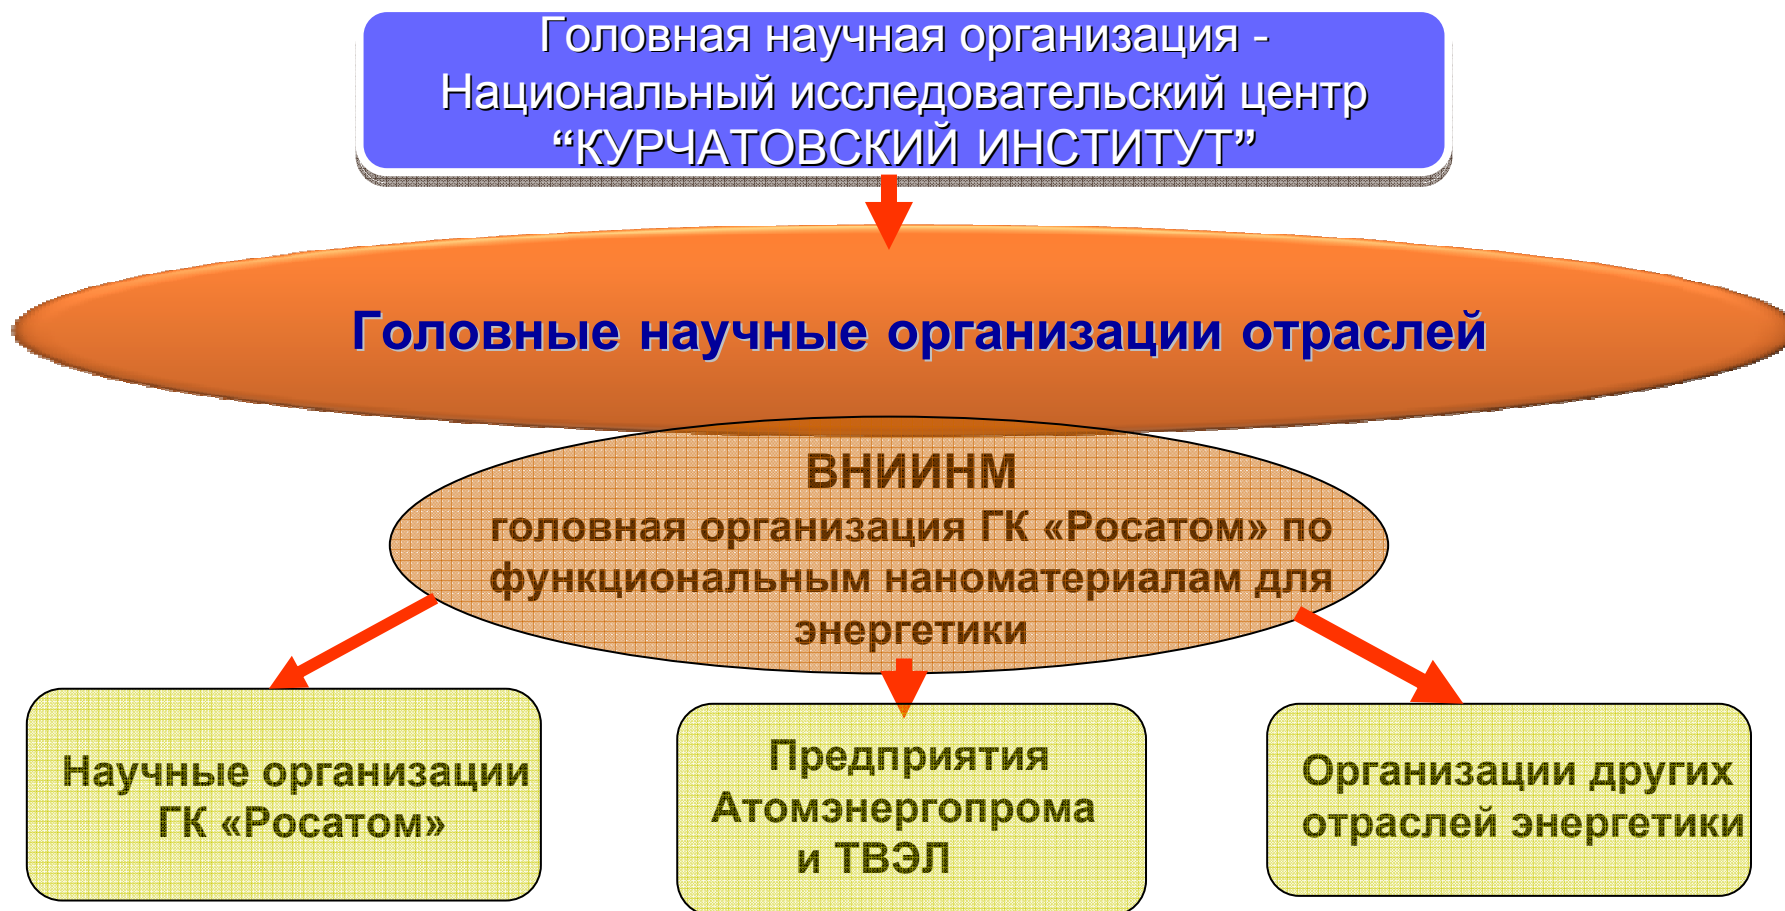 Головная научная организация -
Национальный исследовательский центр
“КУРЧАТОВСКИЙ ИНСТИТУТ”
Головные научные организации отраслей
ВНИИНМ
головная организация ГК «Росатом» по
функциональным наноматериалам для
энергетики
Научные организации
ГК «Росатом»
Предприятия
Атомэнергопрома
и ТВЭЛ
Организации других
отраслей энергетики